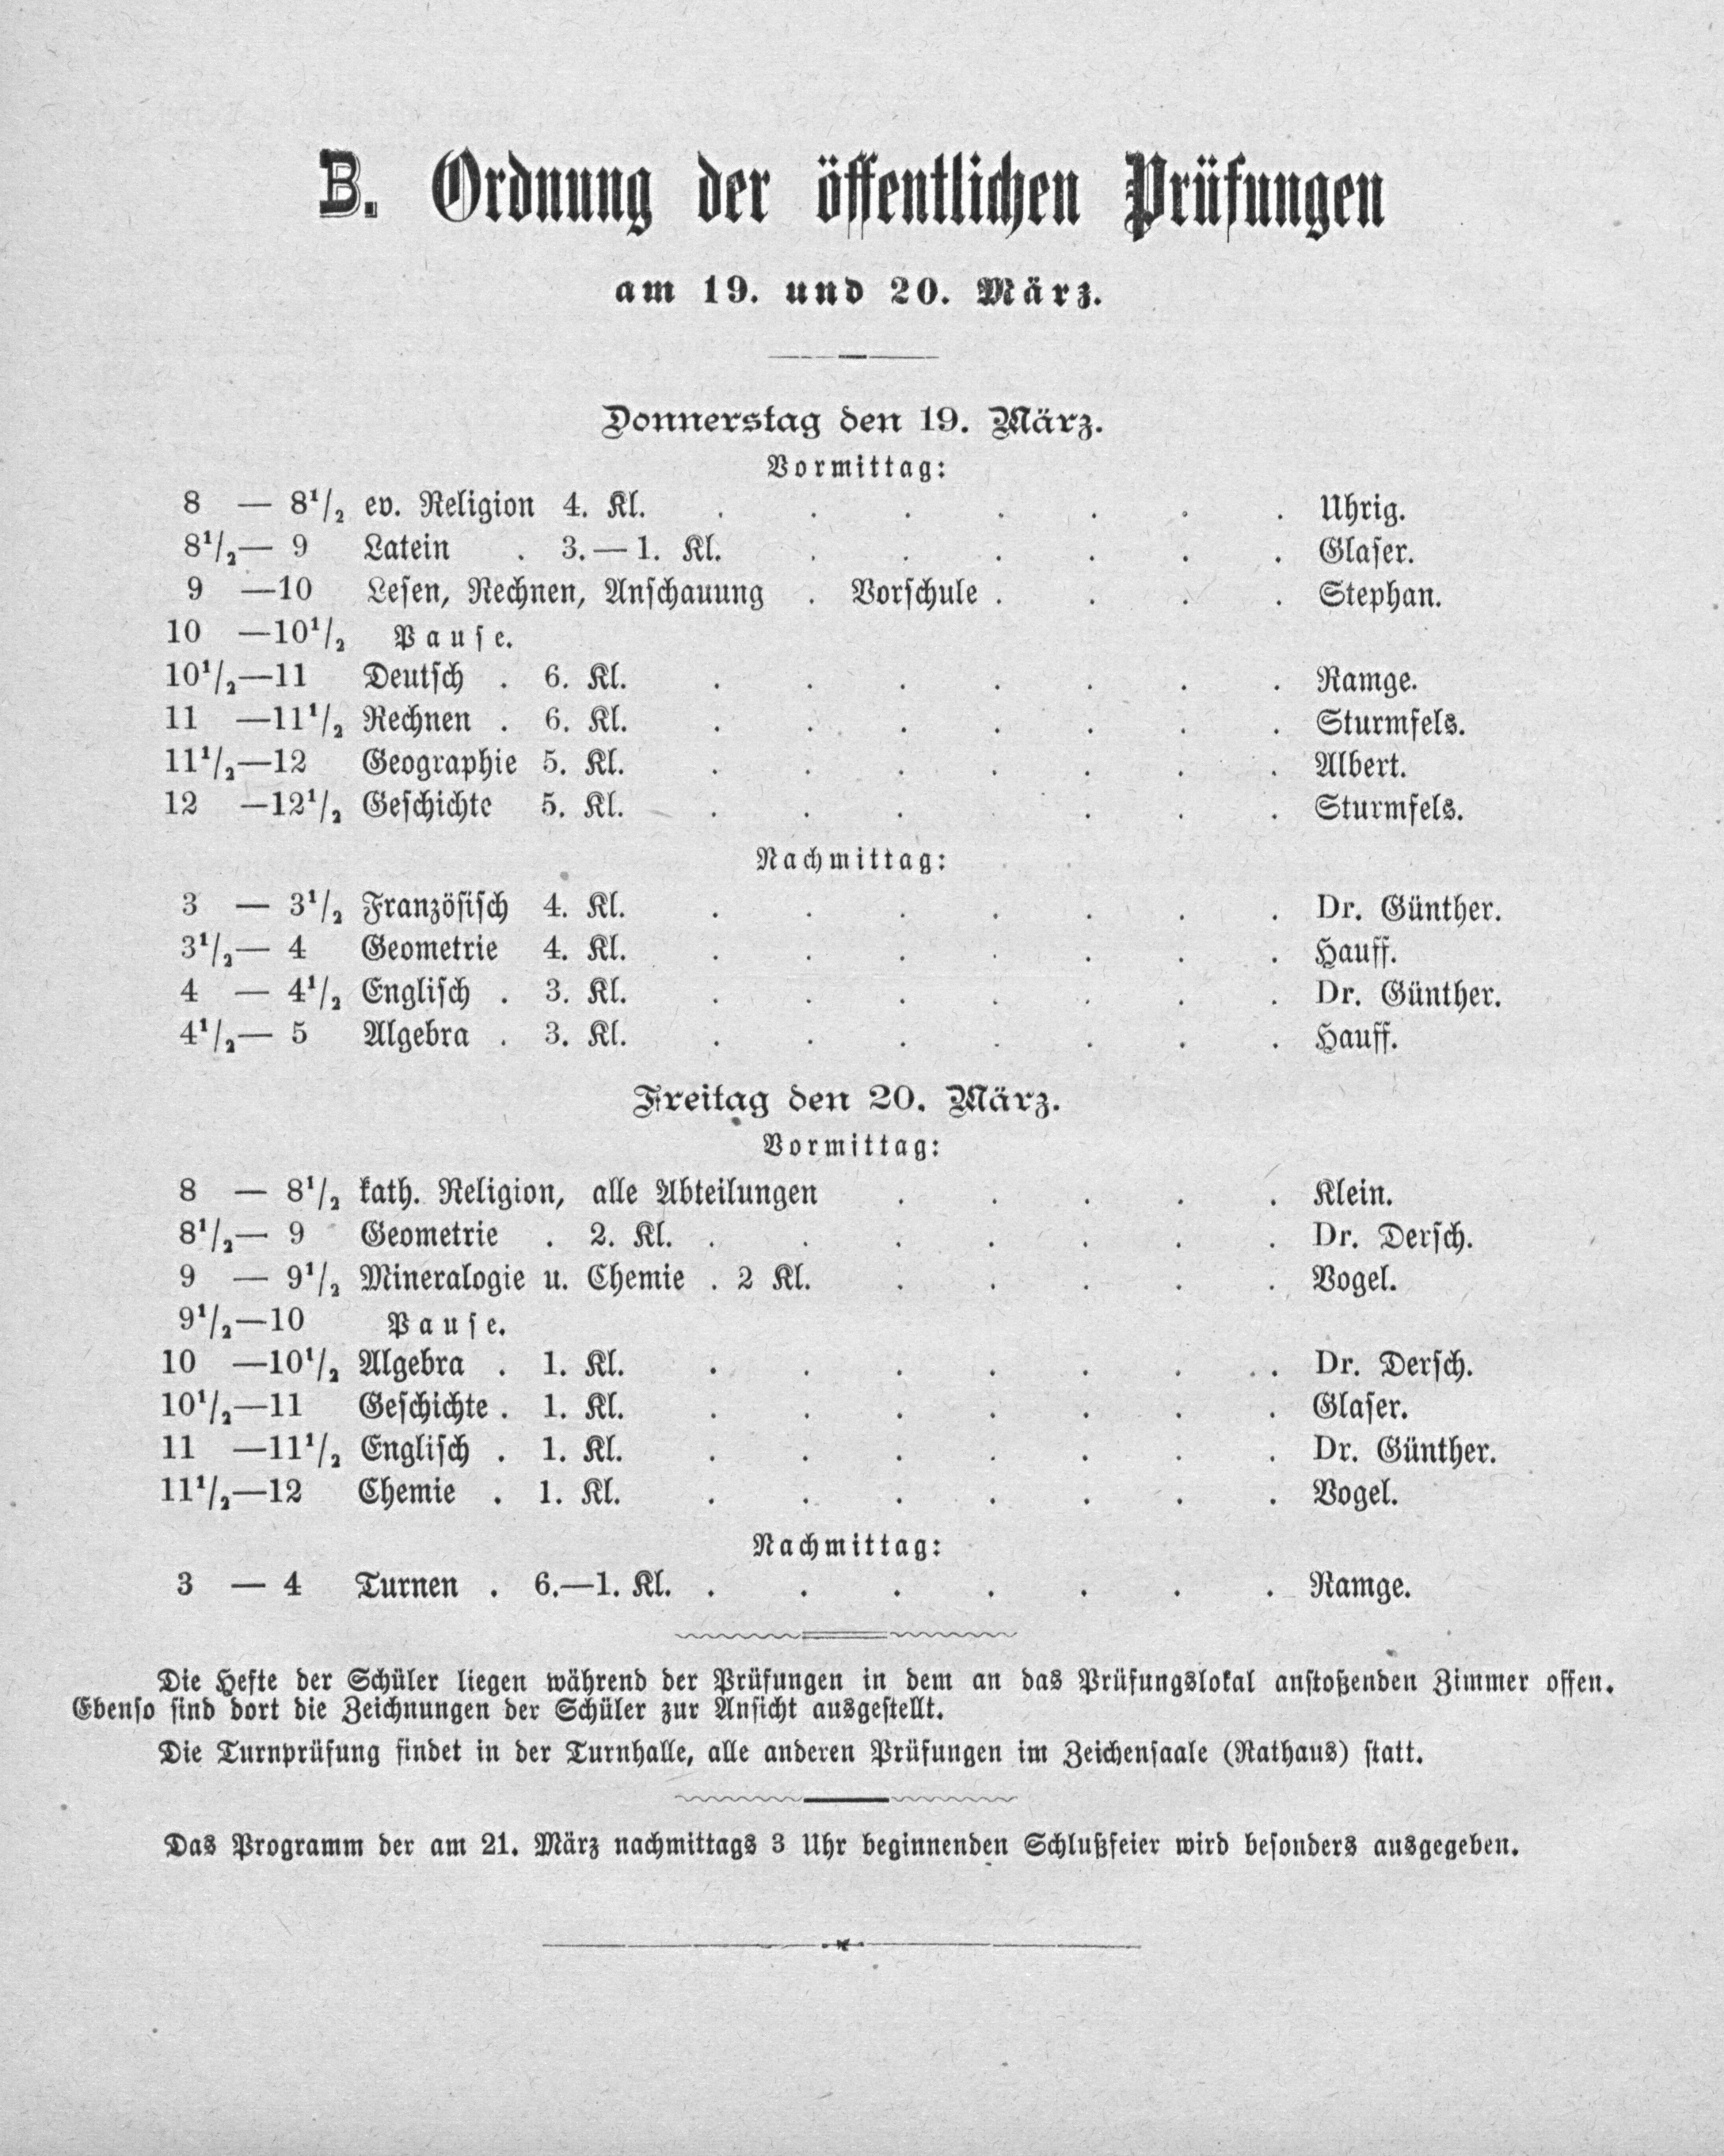 B. Ordnung der öffentlichen Prüfungen
am 19. und 20. März.
Donnerstag den 19. März.
Vormittag:
8 — 8¹/₂ ev. Religion 4. Kl. . . . . . . . Uhrig.
8¹/₂— 9 Latein . 3.—1. Kl. . . . . . . Glaser.
9 —10 Lesen, Rechnen, Anschauung . Vorschule . . . . Stephan.
10 —10¹/₂ Pause.
10¹/₂—11 Deutsch . 6. Kl. . . . . . . . Ramge.
11 —11¹/₂ Rechnen . 6. Kl. . . . . . . . Sturmfels.
11¹/₂—12 Geographie 5. Kl. . . . . . . . Albert.
12 —12¹/₂ Geschichte 5. Kl. . . . . . . Sturmfels.
Nachmittag:
3 — 3¹/₂ Französisch 4. Kl. . . . . . . . Dr. Günther.
3¹/₂— 4 Geometrie 4. Kl. . . . . . . . Hauff.
4 — 4¹/₂ Englisch . 3. Kl. . . . . . . . Dr. Günther.
4¹/₂— 5 Algebra . 3. Kl. . . . . . . . Hauff.
Freitag den 20. März.
Vormittag:
8 — 8¹/₂ kath. Religion, alle Abteilungen . . . . . Klein.
8¹/₂— 9 Geometrie . 2. Kl. . . . . . . . Dr. Dersch.
9 — 9¹/₂ Mineralogie u. Chemie . 2 Kl. . . . . . Vogel.
9¹/₂—10 Pause.
10 —10¹/₂ Algebra . 1. Kl. . . . . . . . . Dr. Dersch.
10¹/₂—11 Geschichte . 1. Kl. . . . . . . . Glaser.
11 —11¹/₂ Englisch . 1. Kl. . . . . . . . Dr. Günther.
11¹/₂—12 Chemie . 1. Kl. . . . . . . . Vogel.
Nachmittag:
3 — 4 Turnen . 6.—1. Kl. . . . . . . . Ramge.
Die Hefte der Schüler liegen während der Prüfungen in dem an das Prüfungslokal anstoßenden Zimmer offen.
Ebenso sind dort die Zeichnungen der Schüler zur Ansicht ausgestellt.
Die Turnprüfung findet in der Turnhalle, alle anderen Prüfungen im Zeichensaale (Rathaus) statt.
Das Programm der am 21. März nachmittags 3 Uhr beginnenden Schlußfeier wird besonders ausgegeben.